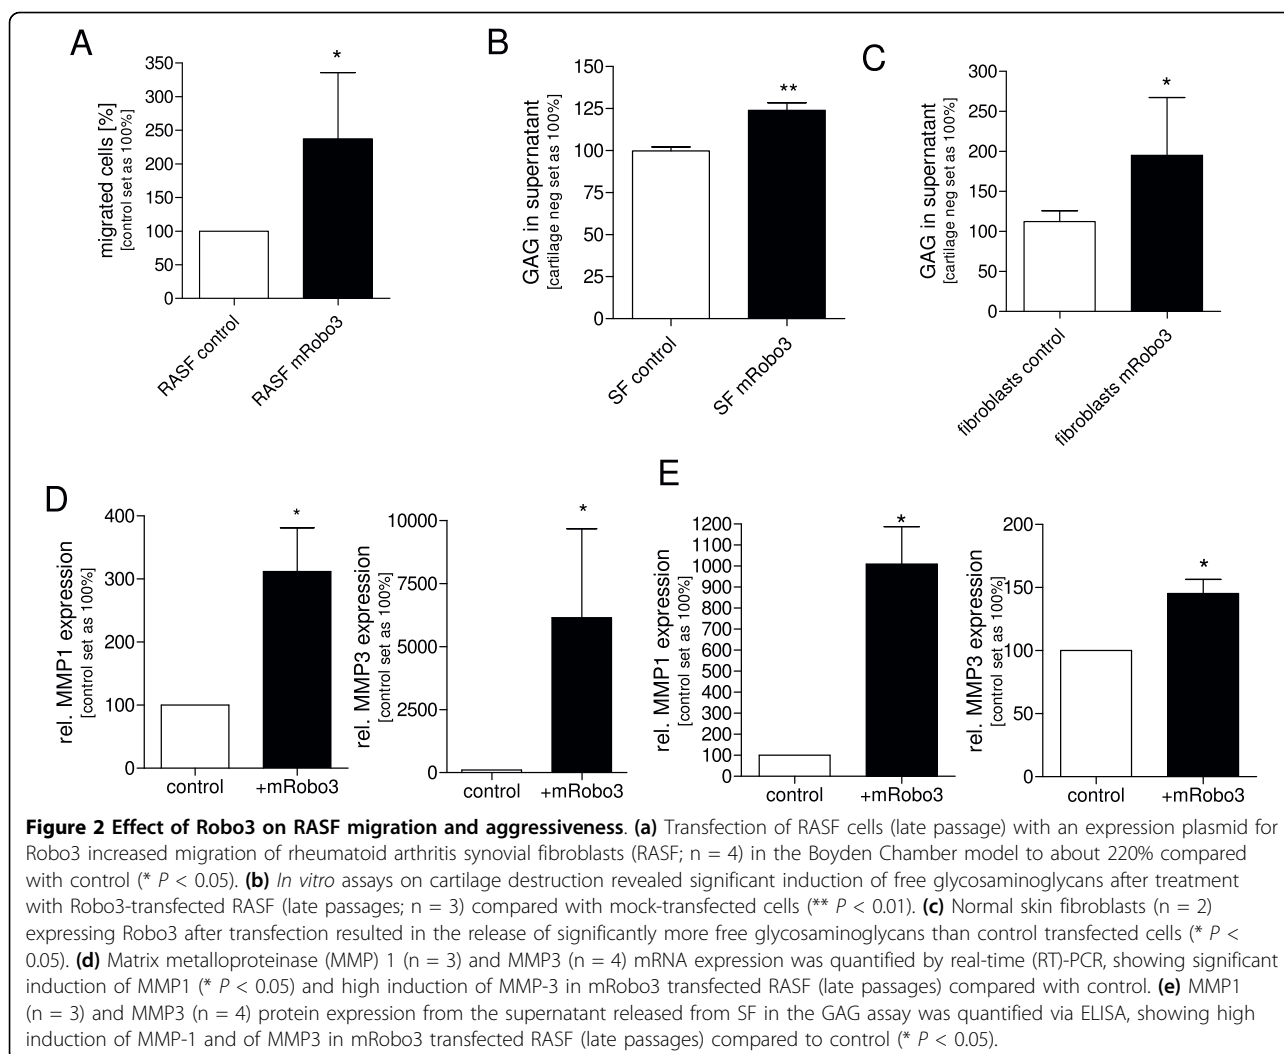 A
migrated cells [%]
[control set as 100%]
350
300
250
200
150
100
50
0
*
RASF control
RASF mRobo3
B
GAG in supernatant
[cartilage neg set as 100%]
150
125
100
75
50
25
0
**
SF control
SF mRobo3
C
GAG in supernatant
[cartilage neg set as 100%]
300
250
200
150
100
50
0
*
fibroblasts control
fibroblasts mRobo3
D
rel. MMP1 expression
[control set as 100%]
400
300
200
100
0
*
control
+mRobo3
rel. MMP3 expression
[control set as 100%]
10000
7500
5000
2500
0
*
control
+mRobo3
E
rel. MMP1 expression
[control set as 100%]
1200
1100
1000
900
800
700
600
500
400
300
200
100
0
*
control
+mRobo3
rel. MMP3 expression
[control set as 100%]
200
150
100
50
0
*
control
+mRobo3
Figure 2 Effect of Robo3 on RASF migration and aggressiveness. (a) Transfection of RASF cells (late passage) with an expression plasmid for
Robo3 increased migration of rheumatoid arthritis synovial fibroblasts (RASF; n = 4) in the Boyden Chamber model to about 220% compared
with control (* P < 0.05). (b) In vitro assays on cartilage destruction revealed significant induction of free glycosaminoglycans after treatment
with Robo3-transfected RASF (late passages; n = 3) compared with mock-transfected cells (** P < 0.01). (c) Normal skin fibroblasts (n = 2)
expressing Robo3 after transfection resulted in the release of significantly more free glycosaminoglycans than control transfected cells (* P <
0.05). (d) Matrix metalloproteinase (MMP) 1 (n = 3) and MMP3 (n = 4) mRNA expression was quantified by real-time (RT)-PCR, showing significant
induction of MMP1 (* P < 0.05) and high induction of MMP-3 in mRobo3 transfected RASF (late passages) compared with control. (e) MMP1
(n = 3) and MMP3 (n = 4) protein expression from the supernatant released from SF in the GAG assay was quantified via ELISA, showing high
induction of MMP-1 and of MMP3 in mRobo3 transfected RASF (late passages) compared to control (* P < 0.05).